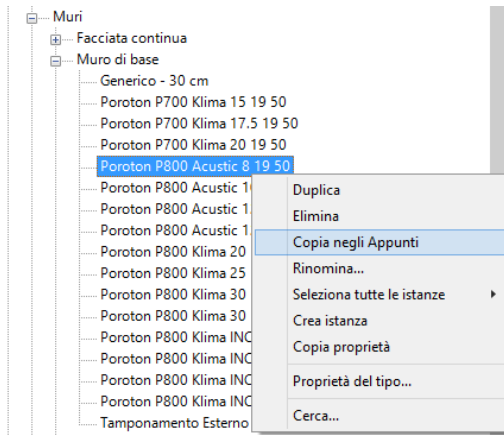 Muri
Facciata continua
Muro di base
Generico - 30 cm
Poroton P700 Klima 15 19 50
Poroton P700 Klima 17.5 19 50
Poroton P700 Klima 20 19 50
Poroton P800 Acustic 8 19 50
Poroton P800 Acustic 1
Poroton P800 Acustic 1
Poroton P800 Acustic 1
Poroton P800 Klima 20
Poroton P800 Klima 25
Poroton P800 Klima 30
Poroton P800 Klima 30
Poroton P800 Klima INC
Poroton P800 Klima INC
Poroton P800 Klima INC
Poroton P800 Klima INC
Tamponamento Esterno
Duplica
Elimina
Copia negli Appunti
Rinomina...
Seleziona tutte le istanze
Crea istanza
Copia proprietà
Proprietà del tipo...
Cerca...